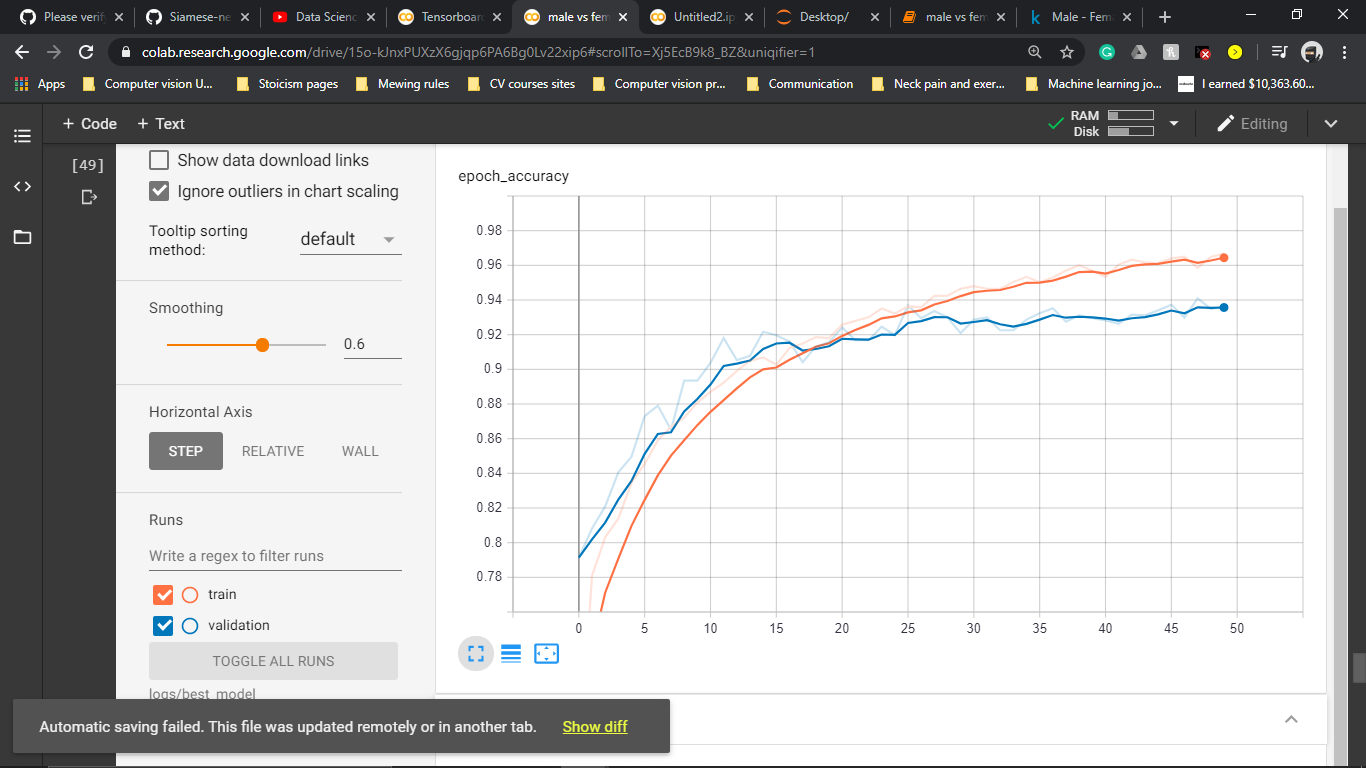 Please verify
Siamese-ne
Data Scienc
Tensorboard
male vs fem
Untitled2.ip
Desktop/
male vs fem
Male - Fema
colab.research.google.com/drive/15o-kJnxPUXzX6gjqp6PA6Bg0Lv22xip6#scrollTo=Xj5EcB9k8_BZ&uniqifier=1
Apps
Computer vision U...
Stoicism pages
Mewing rules
CV courses sites
Computer vision pr...
Communication
Neck pain and exer...
Machine learning jo...
I earned $10,363.60...
+ Code + Text
RAM
Disk
Editing
[49]
Show data download links
Ignore outliers in chart scaling
Tooltip sorting
method:
default
Smoothing
0.6
Horizontal Axis
STEP RELATIVE WALL
Runs
Write a regex to filter runs
train
validation
TOGGLE ALL RUNS
logs/best_model
epoch_accuracy
0.98
0.96
0.94
0.92
0.9
0.88
0.86
0.84
0.82
0.8
0.78
0 5 10 15 20 25 30 35 40 45 50
Automatic saving failed. This file was updated remotely or in another tab. Show diff